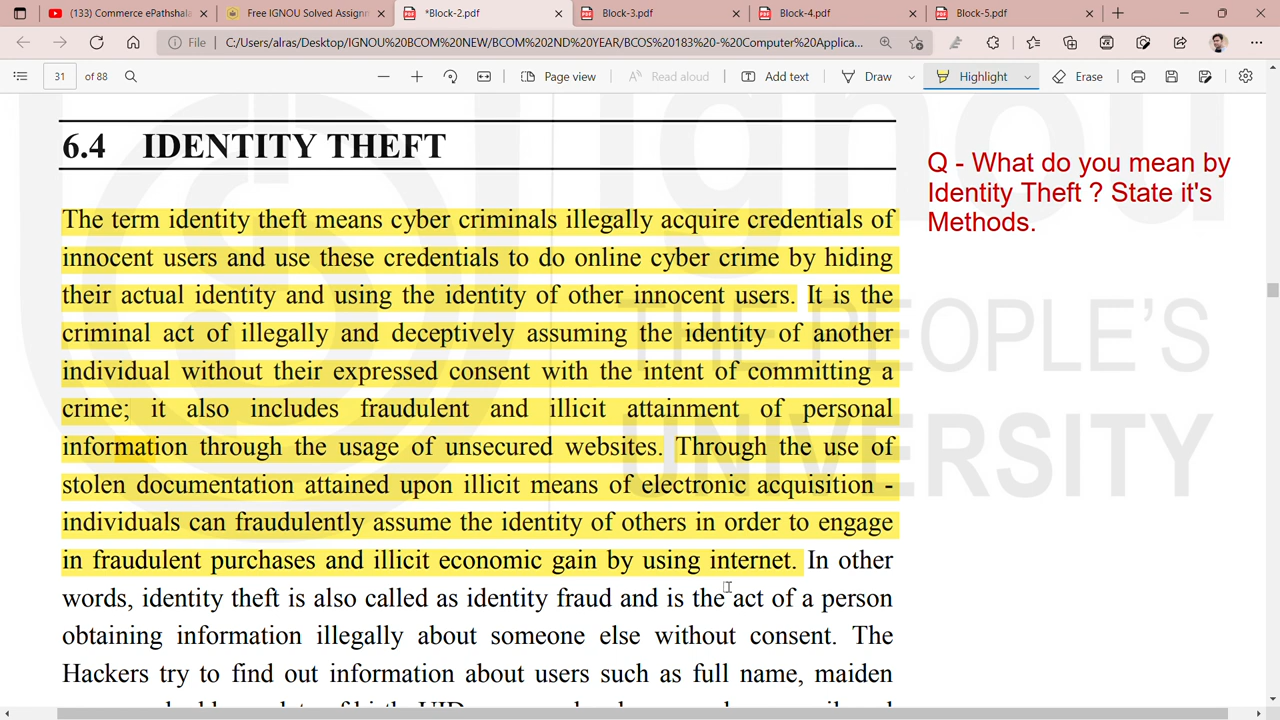 (133) Commerce ePathshala
Free IGNOU Solved Assignm
*Block-2.pdf
Block-3.pdf
Block-4.pdf
Block-5.pdf
File
C:/Users/alras/Desktop/IGNOU%20BCOM%20NEW/BCOM%202ND%20YEAR/BCOS%20183%20-%20Computer%20Applica...
31 of 88
Page view
Read aloud
Add text
Draw
Highlight
Erase
6.4 IDENTITY THEFT
The term identity theft means cyber criminals illegally acquire credentials of
innocent users and use these credentials to do online cyber crime by hiding
their actual identity and using the identity of other innocent users. It is the
criminal act of illegally and deceptively assuming the identity of another
individual without their expressed consent with the intent of committing a
crime; it also includes fraudulent and illicit attainment of personal
information through the usage of unsecured websites. Through the use of
stolen documentation attained upon illicit means of electronic acquisition -
individuals can fraudulently assume the identity of others in order to engage
in fraudulent purchases and illicit economic gain by using internet. In other
words, identity theft is also called as identity fraud and is the act of a person
obtaining information illegally about someone else without consent. The
Hackers try to find out information about users such as full name, maiden
Q - What do you mean by
Identity Theft ? State it's
Methods.
ignou
THE PEOPLE'S
UNIVERSITY